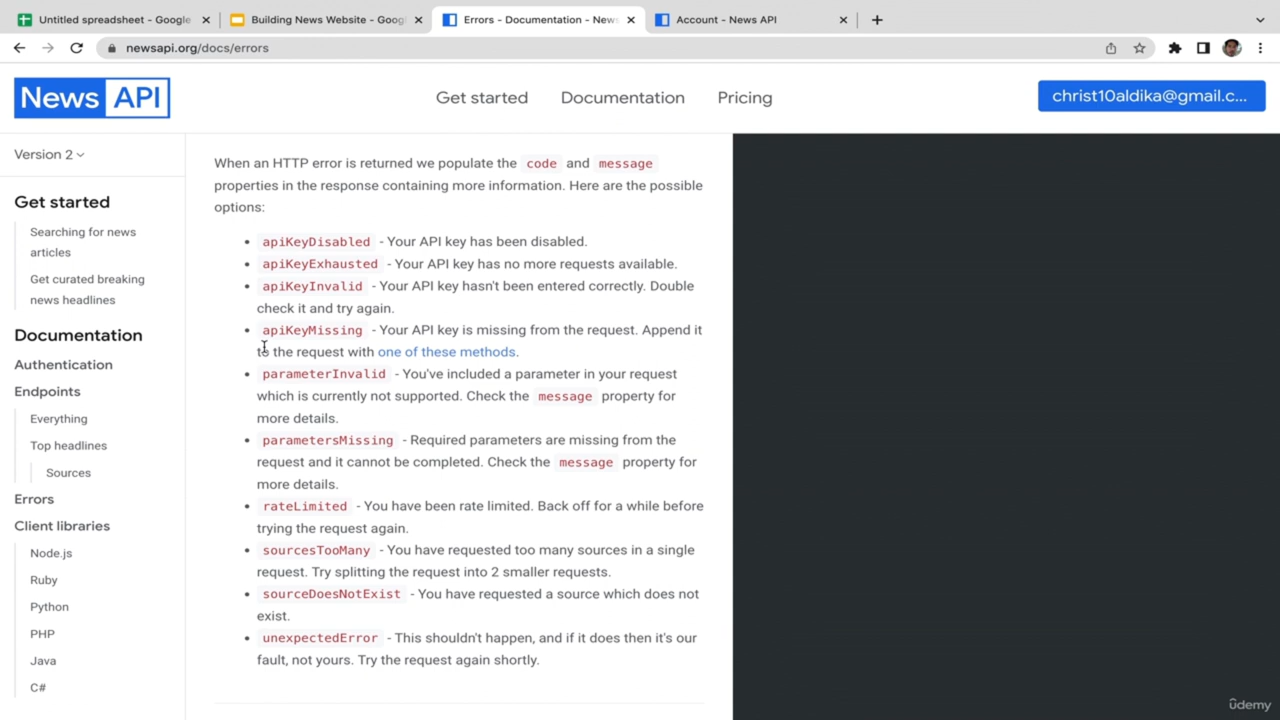 Untitled spreadsheet - Google
Building News Website - Googl
Errors - Documentation - News
Account - News API
newsapi.org/docs/errors
News API
Get started
Documentation
Pricing
christ10aldika@gmail.c...
Version 2
Get started
Searching for news
articles
Get curated breaking
news headlines
Documentation
Authentication
Endpoints
Everything
Top headlines
Sources
Errors
Client libraries
Node.js
Ruby
Python
PHP
Java
C#
When an HTTP error is returned we populate the code and message
properties in the response containing more information. Here are the possible
options:
• apiKeyDisabled - Your API key has been disabled.
• apiKeyExhausted - Your API key has no more requests available.
• apiKeyInvalid - Your API key hasn't been entered correctly. Double
check it and try again.
• apiKeyMissing - Your API key is missing from the request. Append it
to the request with one of these methods.
• parameterInvalid - You've included a parameter in your request
which is currently not supported. Check the message property for
more details.
• parametersMissing - Required parameters are missing from the
request and it cannot be completed. Check the message property for
more details.
• rateLimited - You have been rate limited. Back off for a while before
trying the request again.
• sourcesTooMany - You have requested too many sources in a single
request. Try splitting the request into 2 smaller requests.
• sourceDoesNotExist - You have requested a source which does not
exist.
• unexpectedError - This shouldn't happen, and if it does then it's our
fault, not yours. Try the request again shortly.
ûdemy